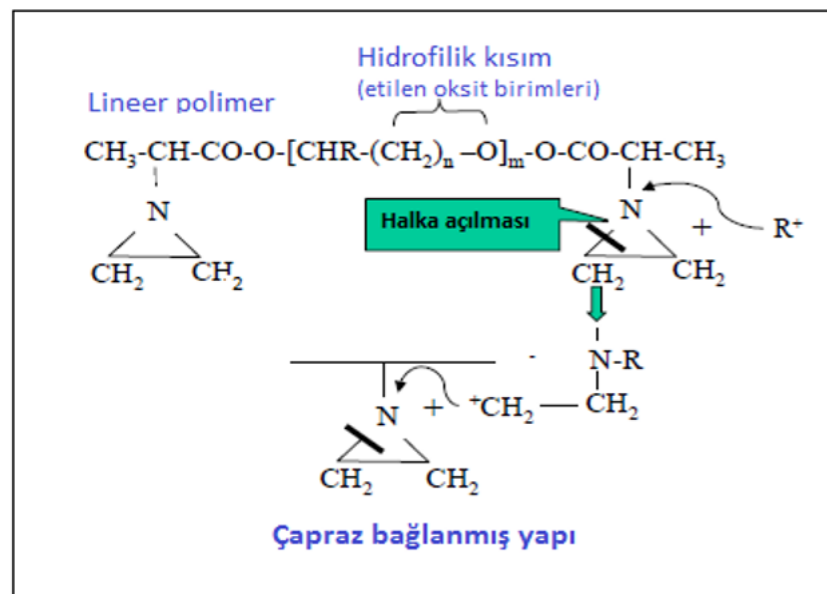 Hidrofilik kısım
(etilen oksit birimleri)
Lineer polimer
CH₃-CH-CO-O-[CHR-(CH₂)ₙ –O]ₘ-O-CO-CH-CH₃
N
Halka açılması
N
+
R⁺
CH₂
CH₂
CH₂
CH₂
N-R
N
+
⁺CH₂
CH₂
CH₂
CH₂
Çapraz bağlanmış yapı